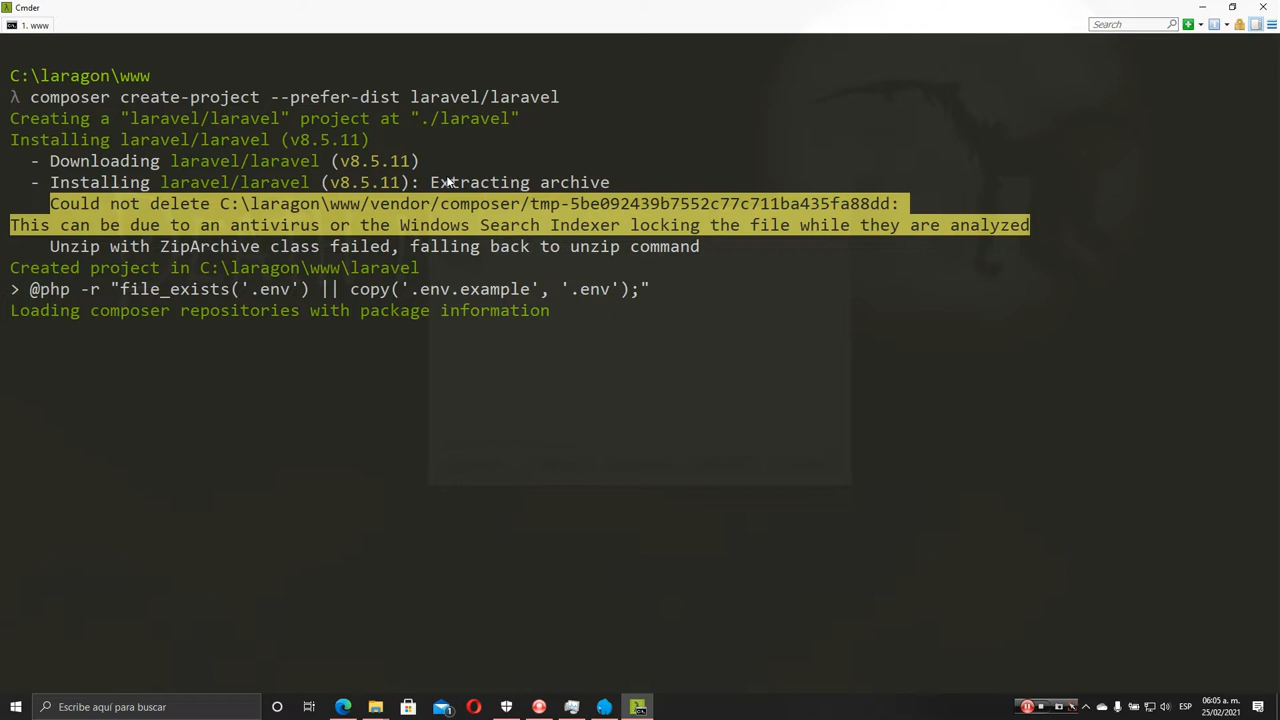 Cmder
1. www
Search
C:\laragon\www
λ composer create-project --prefer-dist laravel/laravel
Creating a "laravel/laravel" project at "./laravel"
Installing laravel/laravel (v8.5.11)
- Downloading laravel/laravel (v8.5.11)
- Installing laravel/laravel (v8.5.11): Extracting archive
Could not delete C:\laragon\www/vendor/composer/tmp-5be092439b7552c77c711ba435fa88dd:
This can be due to an antivirus or the Windows Search Indexer locking the file while they are analyzed
Unzip with ZipArchive class failed, falling back to unzip command
Created project in C:\laragon\www\laravel
> @php -r "file_exists('.env') || copy('.env.example', '.env');"
Loading composer repositories with package information
Escribe aquí para buscar
1
ESP
06:05 a. m.
25/02/2021